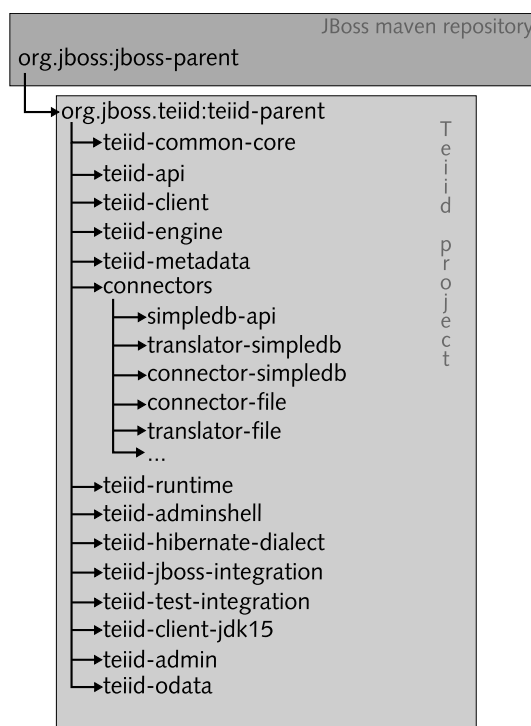 JBoss maven repository
org.jboss:jboss-parent
org.jboss.teiid:teiid-parent
Teiid project
teiid-common-core
teiid-api
teiid-client
teiid-engine
teiid-metadata
connectors
simpledb-api
translator-simpledb
connector-simpledb
connector-file
translator-file
...
teiid-runtime
teiid-adminshell
teiid-hibernate-dialect
teiid-jboss-integration
teiid-test-integration
teiid-client-jdk15
teiid-admin
teiid-odata